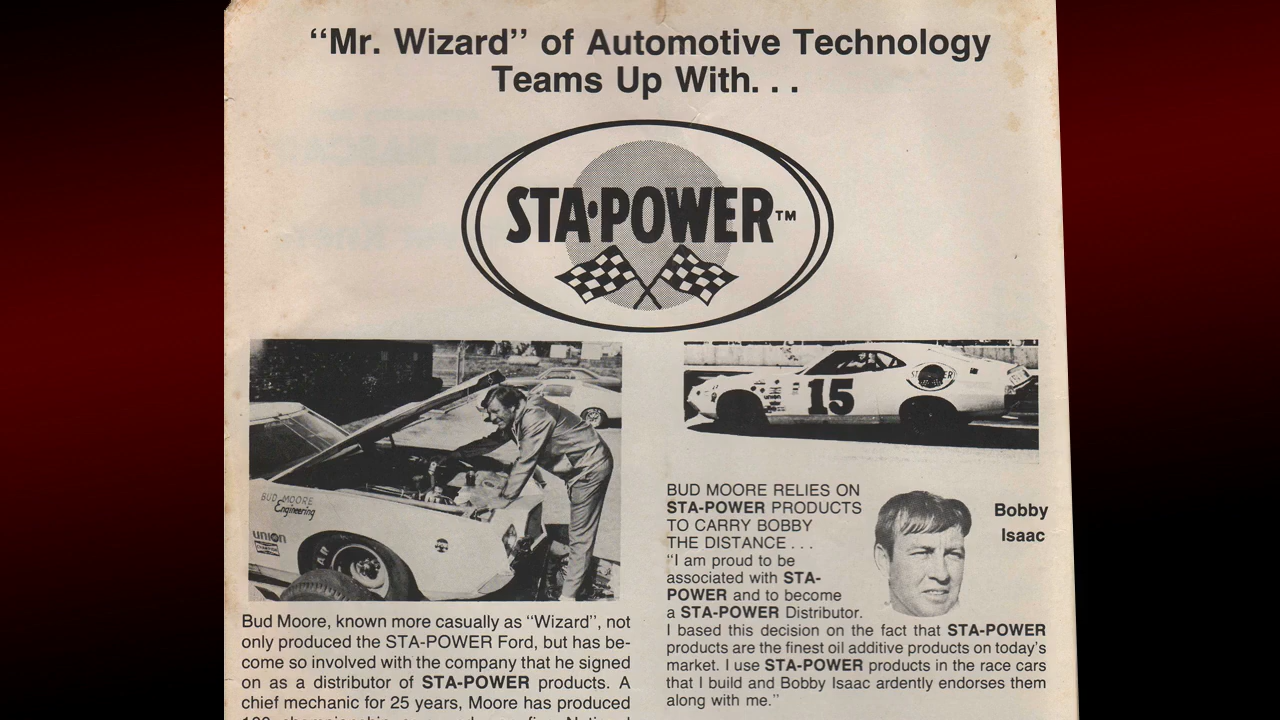 “Mr. Wizard” of Automotive Technology
Teams Up With. . .
STA·POWER™
BUD MOORE
Engineering
union
15
union
Bud Moore, known more casually as “Wizard”, not
only produced the STA-POWER Ford, but has be-
come so involved with the company that he signed
on as a distributor of STA-POWER products. A
chief mechanic for 25 years, Moore has produced
BUD MOORE RELIES ON
STA-POWER PRODUCTS
TO CARRY BOBBY
THE DISTANCE . . .
“I am proud to be
associated with STA-
POWER and to become
a STA-POWER Distributor.
I based this decision on the fact that STA-POWER
products are the finest oil additive products on today's
market. I use STA-POWER products in the race cars
that I build and Bobby Isaac ardently endorses them
along with me.”
Bobby
Isaac